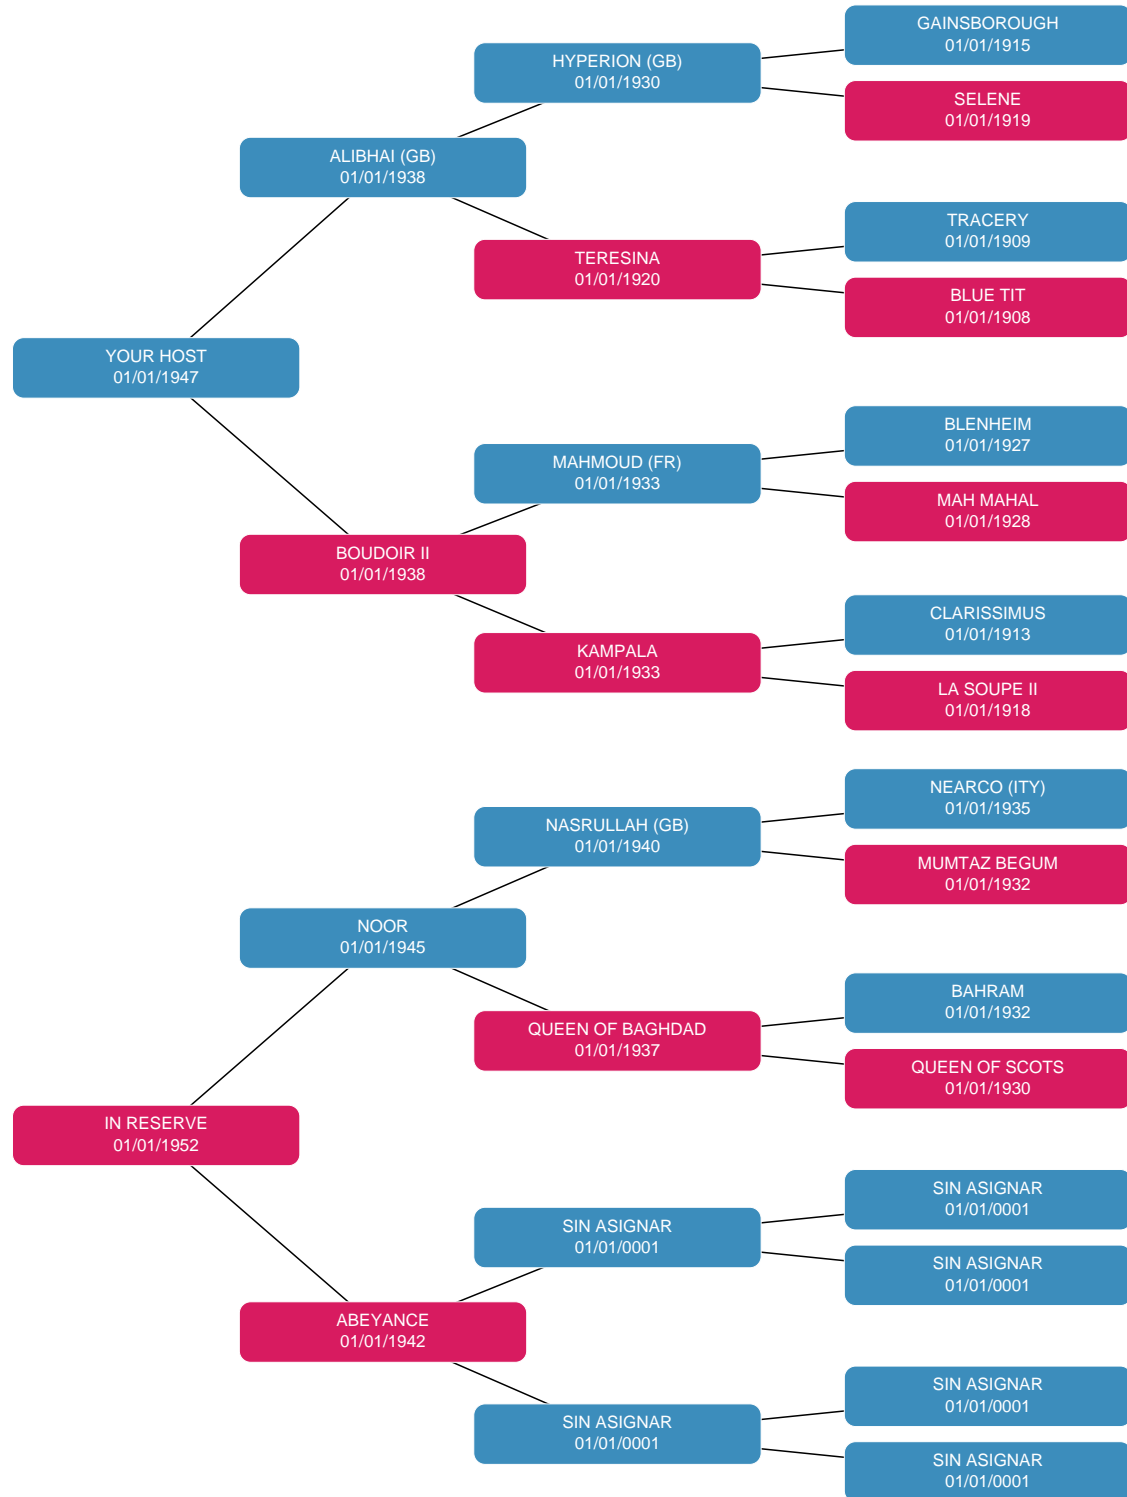 GAINSBOROUGH
01/01/1915
HYPERION (GB)
01/01/1930
SELENE
01/01/1919
ALIBHAI (GB)
01/01/1938
TRACERY
01/01/1909
TERESINA
01/01/1920
BLUE TIT
01/01/1908
YOUR HOST
01/01/1947
BLENHEIM
01/01/1927
MAHMOUD (FR)
01/01/1933
MAH MAHAL
01/01/1928
BOUDOIR II
01/01/1938
CLARISSIMUS
01/01/1913
KAMPALA
01/01/1933
LA SOUPE II
01/01/1918
NEARCO (ITY)
01/01/1935
NASRULLAH (GB)
01/01/1940
MUMTAZ BEGUM
01/01/1932
NOOR
01/01/1945
BAHRAM
01/01/1932
QUEEN OF BAGHDAD
01/01/1937
QUEEN OF SCOTS
01/01/1930
IN RESERVE
01/01/1952
SIN ASIGNAR
01/01/0001
SIN ASIGNAR
01/01/0001
SIN ASIGNAR
01/01/0001
ABEYANCE
01/01/1942
SIN ASIGNAR
01/01/0001
SIN ASIGNAR
01/01/0001
SIN ASIGNAR
01/01/0001